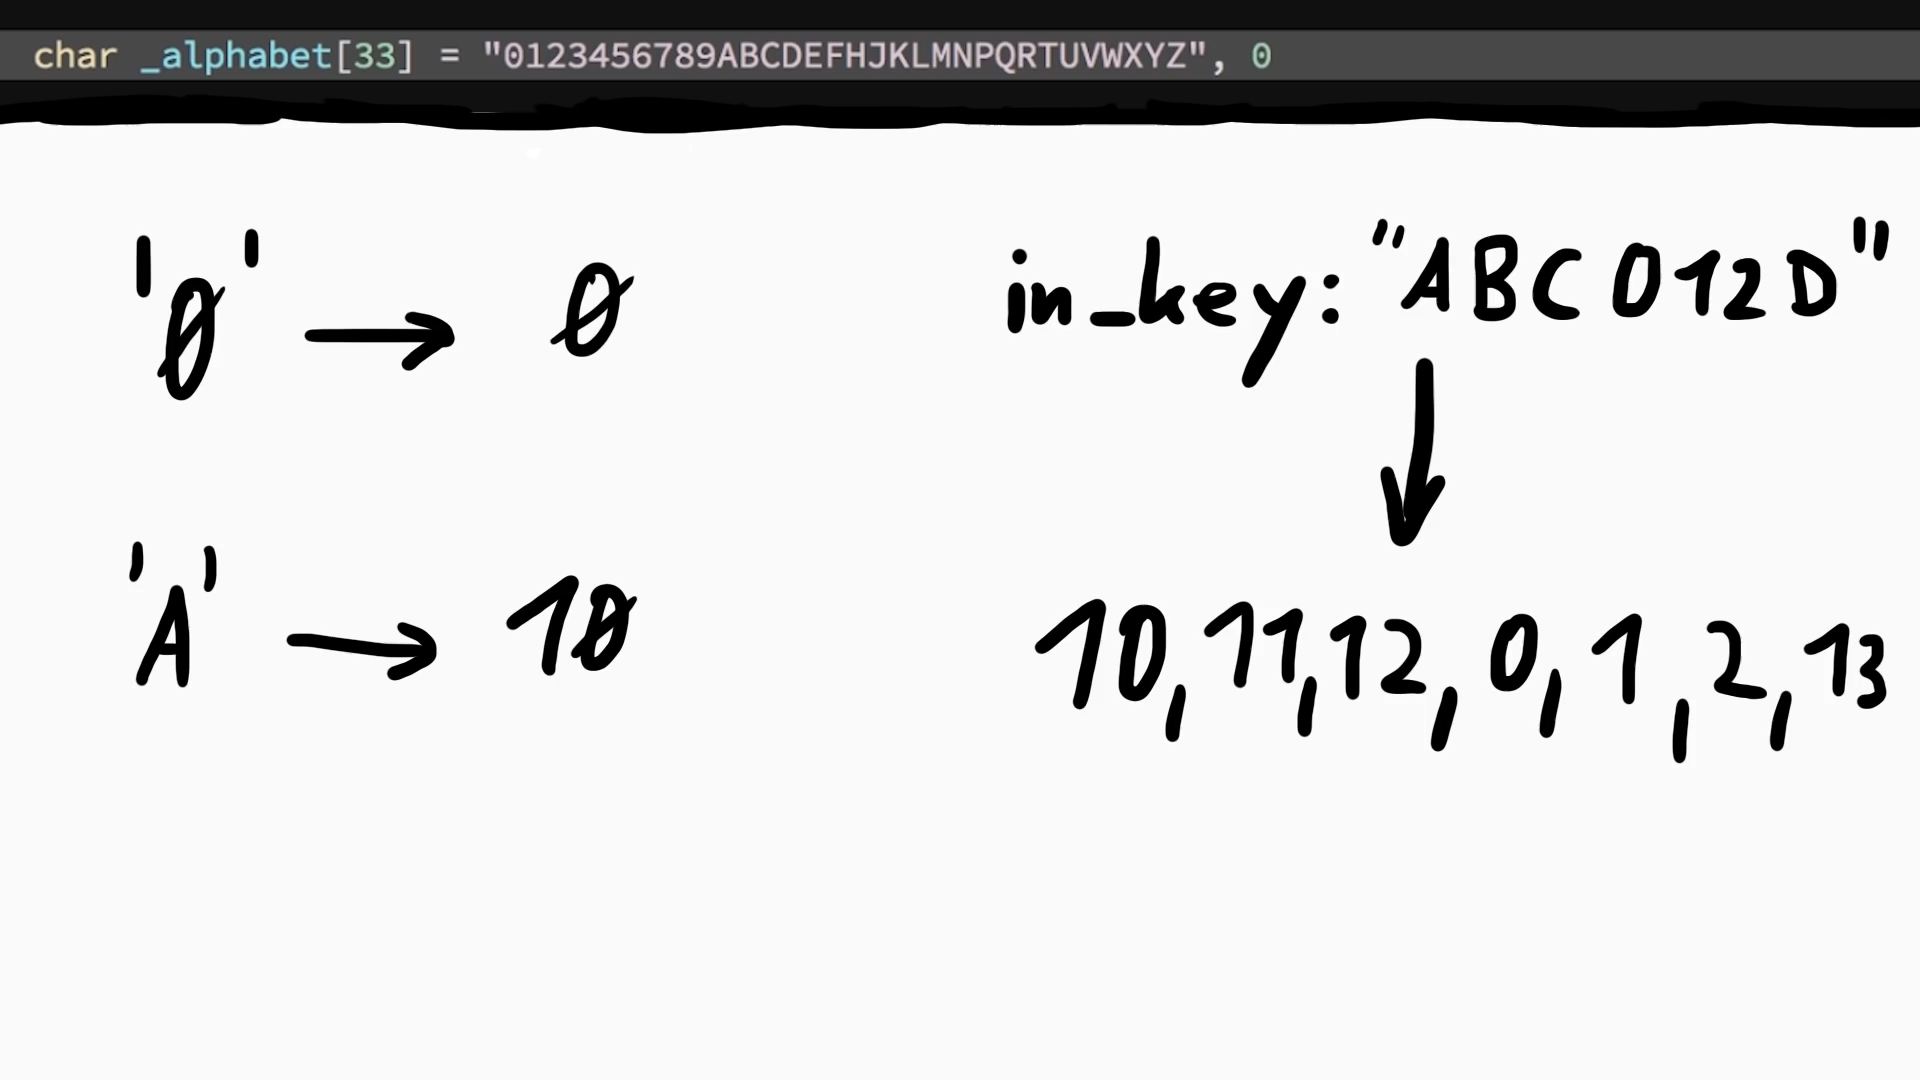 char _alphabet[33] = "0123456789ABCDEFHJKLMNPQRTUVWXYZ", 0
'0' → 0
in_key: "ABC012D"
'A' → 10
10, 11, 12, 0, 1, 2, 13